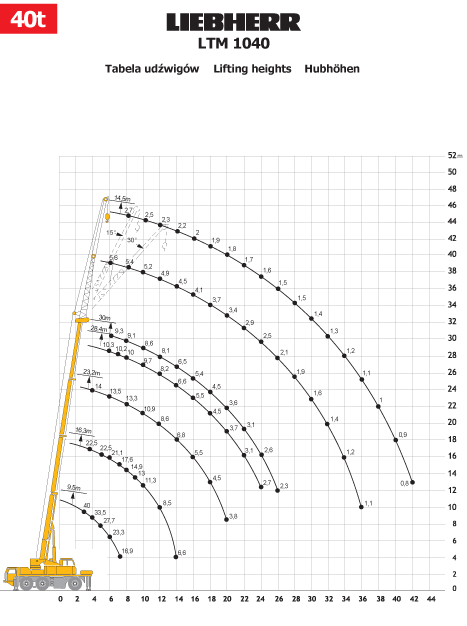 40t
LIEBHERR
LTM 1040
Tabela udźwigów Lifting heights Hubhöhen
52m
50
48
46
44
42
40
38
36
34
32
30
28
26
24
22
20
18
16
14
12
10
8
6
4
2
0
14,5m
2,7 2,5 2,3 2,2 2 1,9 1,8 1,7 1,6 1,5 1,5 1,4 1,3 1,2 1,1 1 0,9 0,8
15° 30°
5,6 5,4 5,2 4,9 4,5 4,1 3,7 3,4 2,9 2,5 2,1 1,9 1,6 1,4 1,2 1,1
30m
9,3 9,1 8,6 8,1 6,5 5,4 4,5 3,6 3,1 2,6 2,3
28,4m
10,3 10,2 10 9,7 8,2 6,6 5,5 4,5 3,7 3,1 2,7
23,2m
14 13,5 13,3 10,9 8,6 6,8 5,5 4,5 3,8
16,3m
22,5 22,5 21,1 17,6 14,9 13 11,3 8,5 6,6
9,5m
40 33,5 27,7 23,3 16,9
0 2 4 6 8 10 12 14 16 18 20 22 24 26 28 30 32 34 36 38 40 42 44